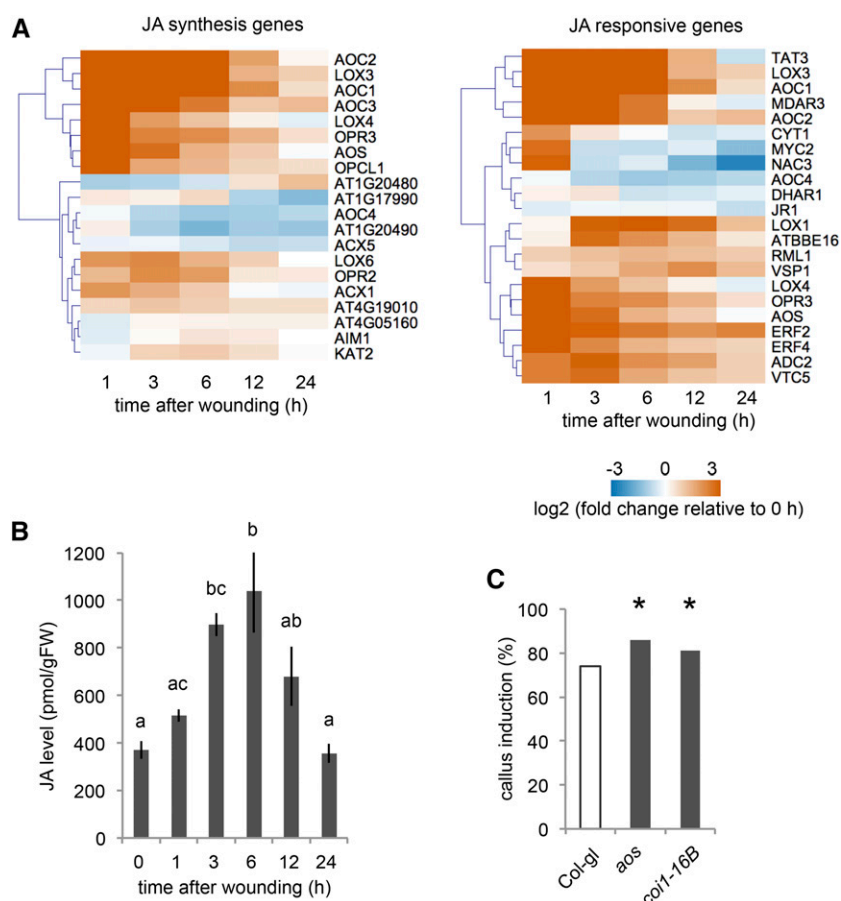 A
JA synthesis genes
AOC2
LOX3
AOC1
AOC3
LOX4
OPR3
AOS
OPCL1
AT1G20480
AT1G17990
AOC4
AT1G20490
ACX5
LOX6
OPR2
ACX1
AT4G19010
AT4G05160
AIM1
KAT2
1 3 6 12 24
time after wounding (h)
JA responsive genes
TAT3
LOX3
AOC1
MDAR3
AOC2
CYT1
MYC2
NAC3
AOC4
DHAR1
JR1
LOX1
ATBBE16
RML1
VSP1
LOX4
OPR3
AOS
ERF2
ERF4
ADC2
VTC5
1 3 6 12 24
time after wounding (h)
-3 0 3
log2 (fold change relative to 0 h)
B
JA level (pmol/gFW)
1200
1000
800
600
400
200
0
a ac bc b ab a
0 1 3 6 12 24
time after wounding (h)
C
callus induction (%)
100
80
60
40
20
0
* *
Col-gl aos coi1-16B